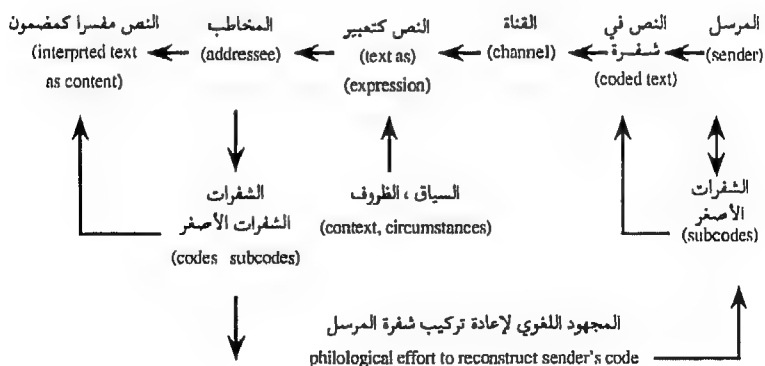 المرسل
(sender)
النص في
شفرة
(coded text)
القناة
(channel)
النص كتعبير
(text as)
(expression)
المخاطب
(addressee)
النص مفسرا كمضمون
(interprted text
as content)
الشفرات
الأصغر
(subcodes)
السياق ، الظروف
(context, circumstances)
الشفرات
الشفرات الأصغر
(codes subcodes)
المجهود اللغوي لإعادة تركيب شفرة المرسل
philological effort to reconstruct sender's code